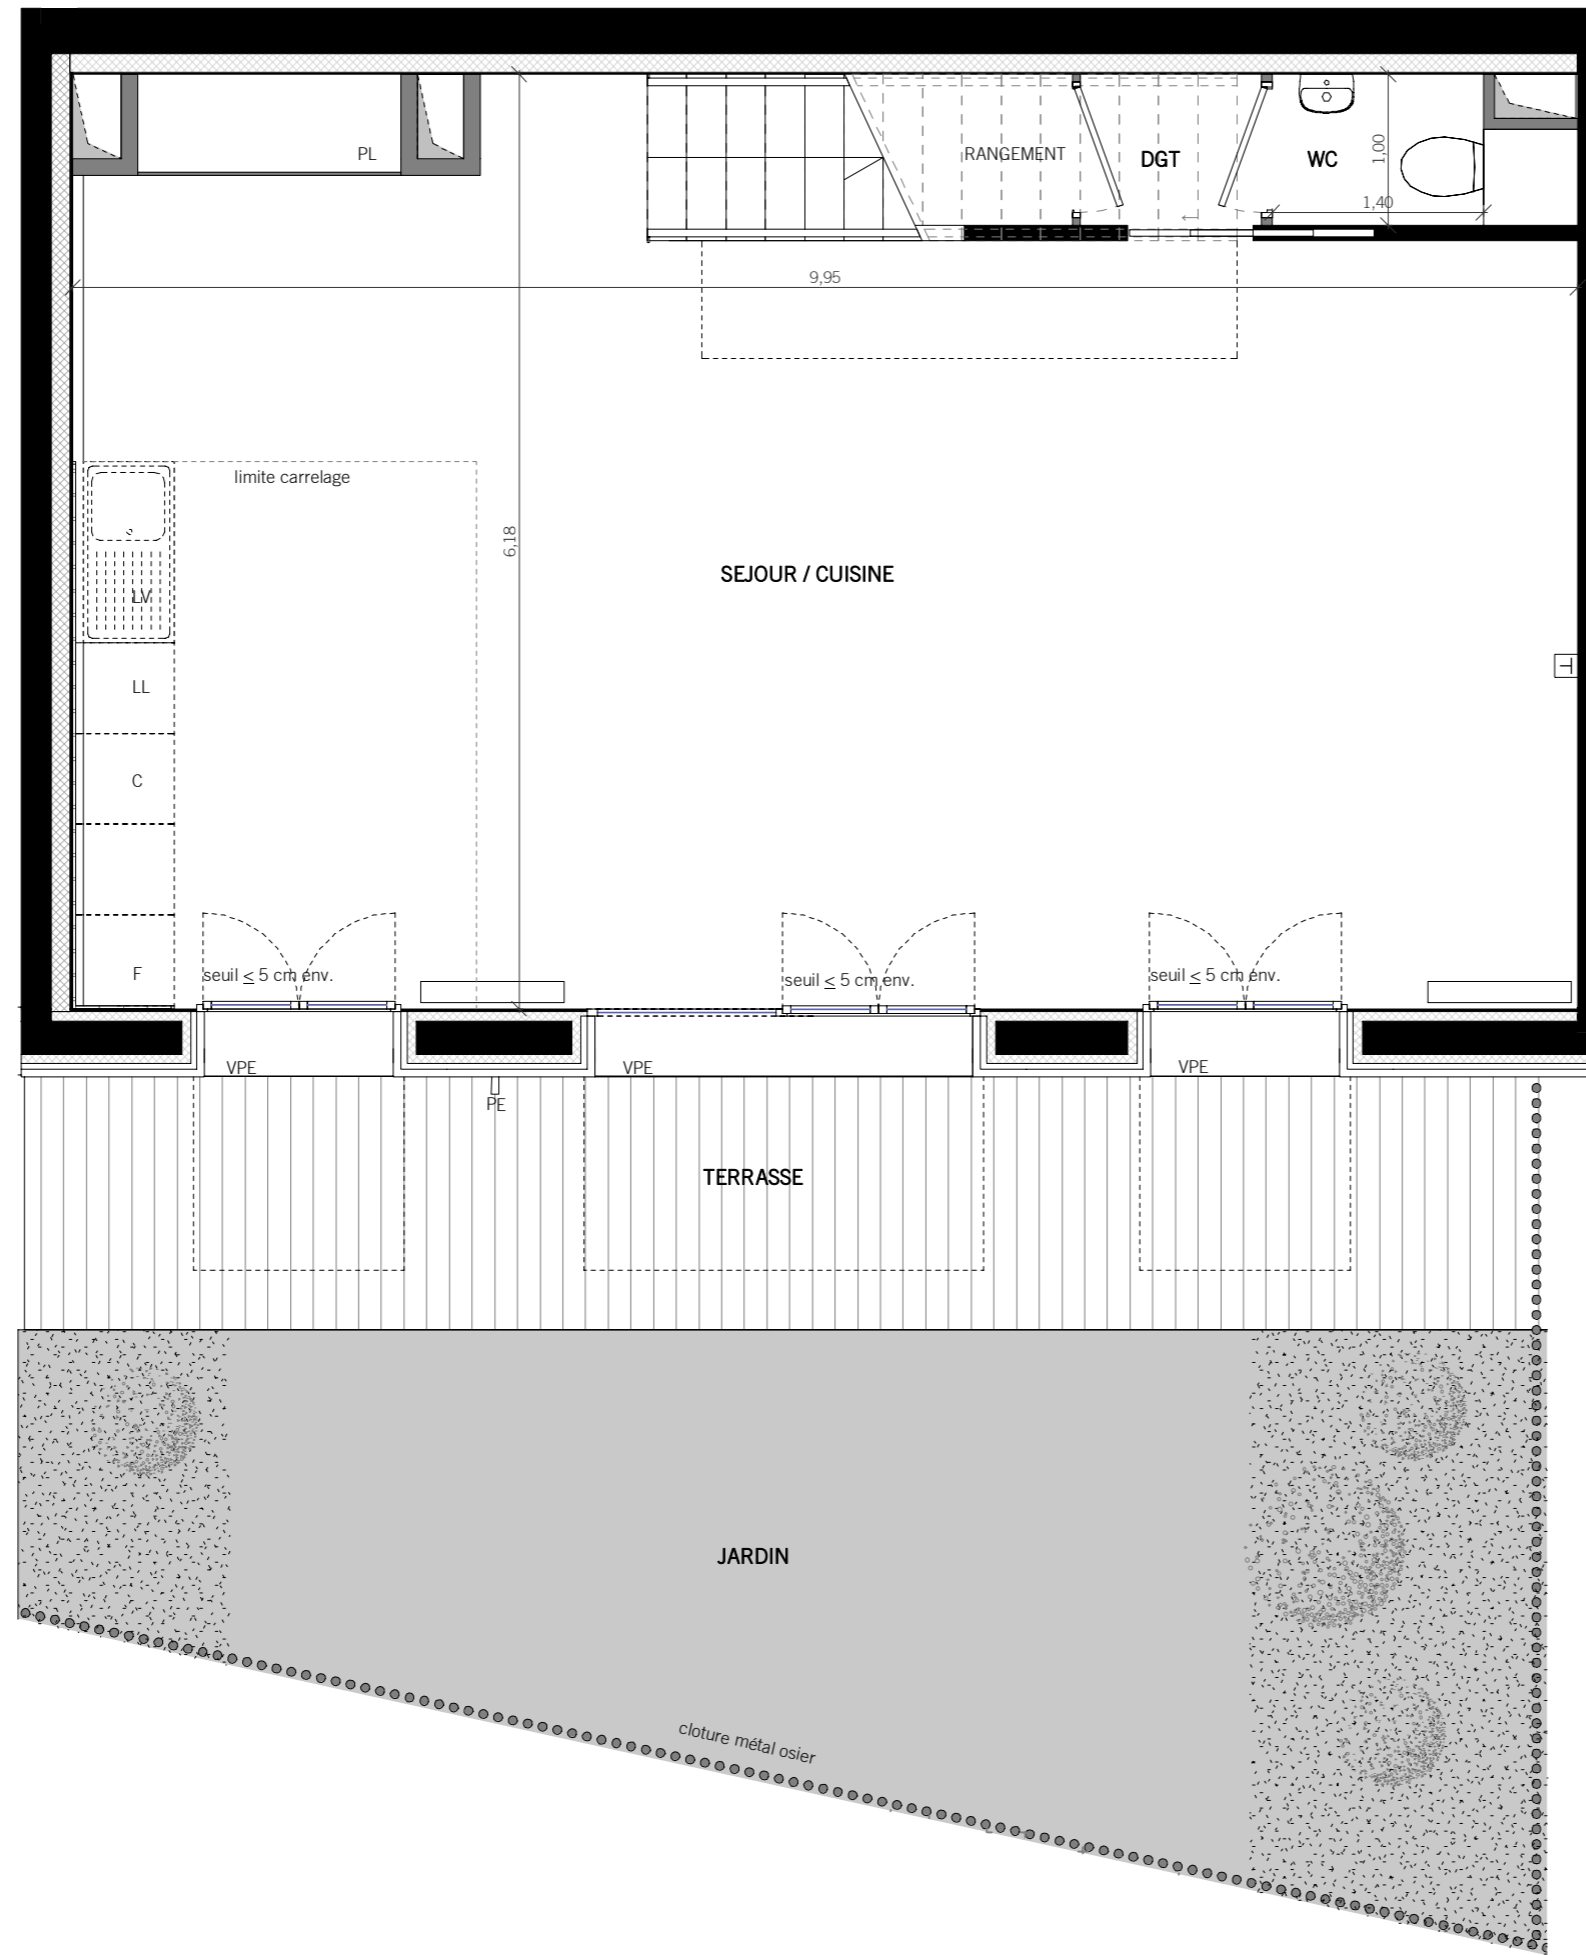 PL
RANGEMENT
DGT
WC
1,00
1,40
9,95
limite carrelage
6,18
SEJOUR / CUISINE
LV
LL
T
C
F
seuil ≤ 5 cm env.
seuil ≤ 5 cm env.
seuil ≤ 5 cm env.
VPE
VPE
VPE
PE
TERRASSE
JARDIN
cloture métal osier